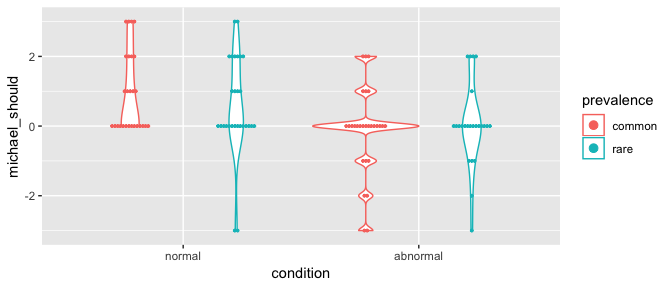 michael_should
2
0
-2
normal
abnormal
condition
prevalence
common
rare